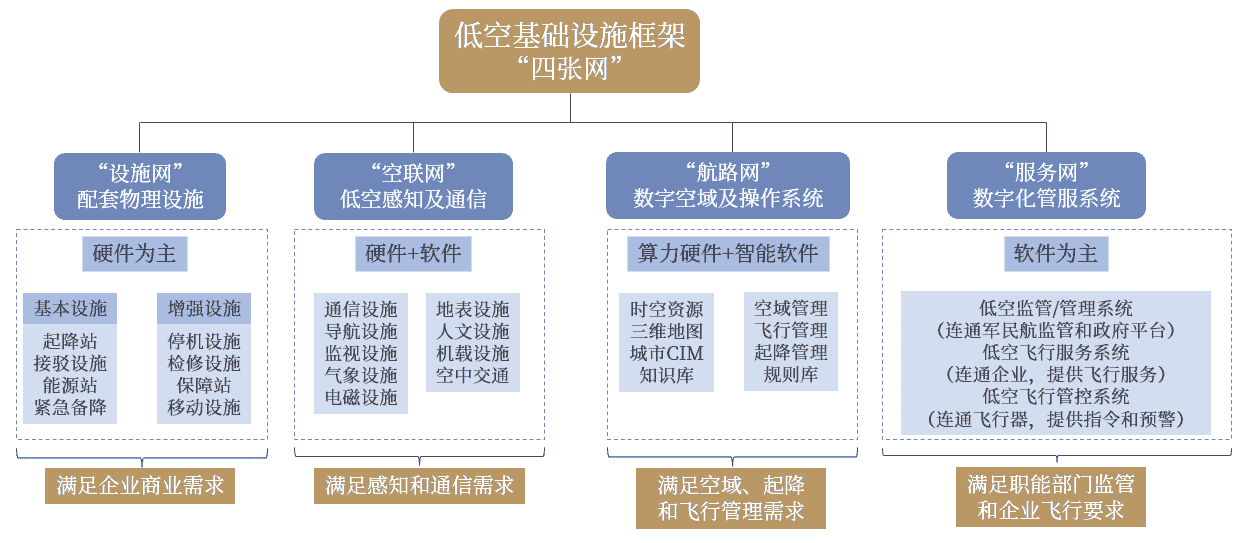 低空基础设施框架
“四张网”
“设施网”
配套物理设施
“空联网”
低空感知及通信
“航路网”
数字空域及操作系统
“服务网”
数字化管服系统
硬件为主
基本设施
起降站
接驳设施
能源站
紧急备降
增强设施
停机设施
检修设施
保障站
移动设施
硬件+软件
通信设施
导航设施
监视设施
气象设施
电磁设施
地表设施
人文设施
机载设施
空中交通
算力硬件+智能软件
时空资源
三维地图
城市CIM
知识库
空域管理
飞行管理
起降管理
规则库
软件为主
低空监管/管理系统
（连通军民航监管和政府平台）
低空飞行服务系统
（连通企业，提供飞行服务）
低空飞行管控系统
（连通飞行器，提供指令和预警）
满足企业商业需求
满足感知和通信需求
满足空域、起降
和飞行管理需求
满足职能部门监管
和企业飞行要求